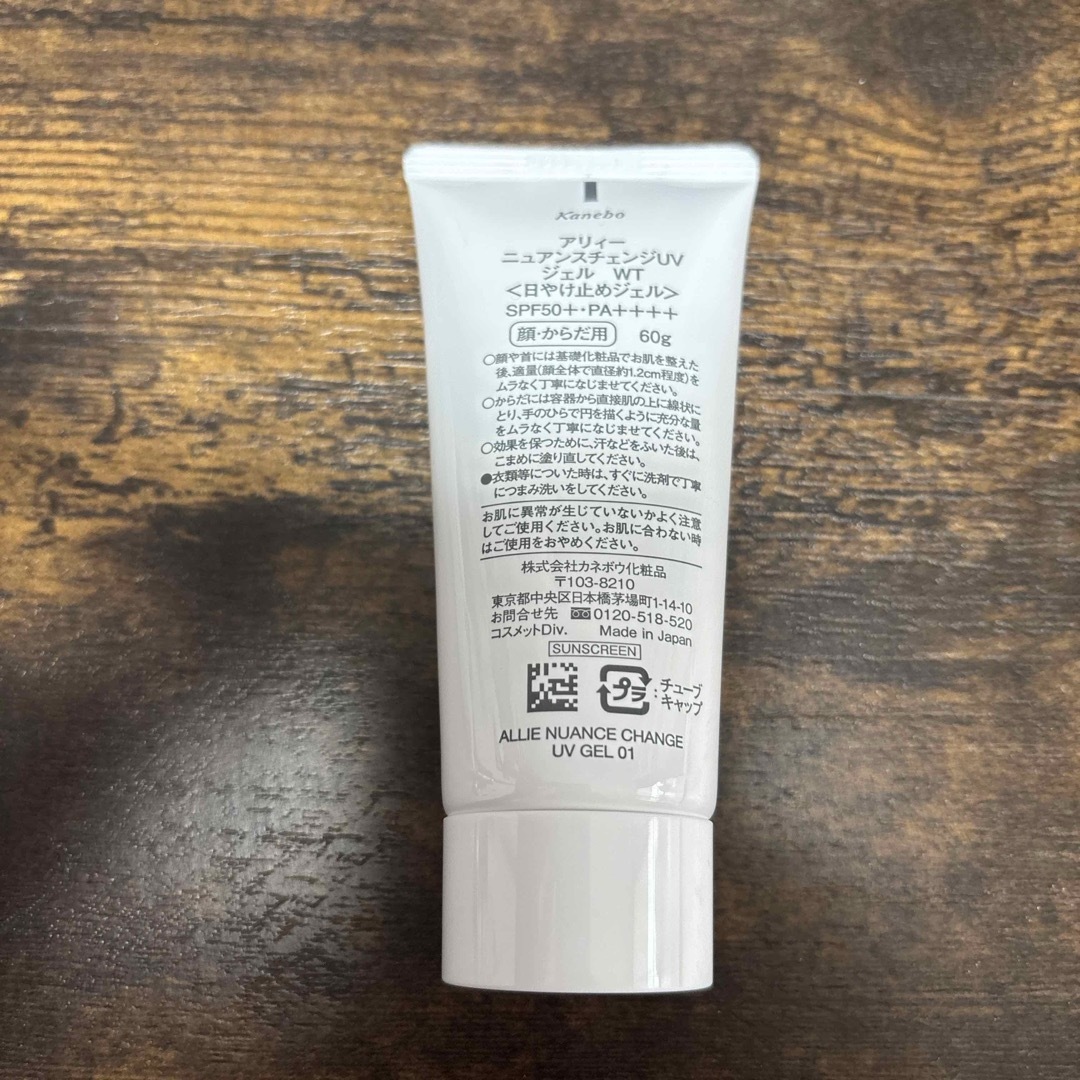 Kanebo
アリィー
ニュアンスチェンジUV
ジェル　WT
<日やけ止めジェル>
SPF50+・PA++++
顔・からだ用　60g
○顔や首には基礎化粧品でお肌を整えた
後、適量(顔全体で直径約1.2cm程度)を
ムラなく丁寧になじませてください。
○からだには容器から直接肌の上に線状に
とり、手のひらで円を描くように充分な量
をムラなく丁寧になじませてください。
○効果を保つために、汗などをふいた後は、
こまめに塗り直してください。
●衣類等についた時は、すぐに洗剤で丁寧
につまみ洗いをしてください。
お肌に異常が生じていないかよく注意
してご使用ください。お肌に合わない時
はご使用をおやめください。
株式会社カネボウ化粧品
〒103-8210
東京都中央区日本橋茅場町1-14-10
お問合せ先　0120-518-520
コスメットDiv.　Made in Japan
SUNSCREEN
プラ：チューブ
キャップ
ALLIE NUANCE CHANGE
UV GEL 01